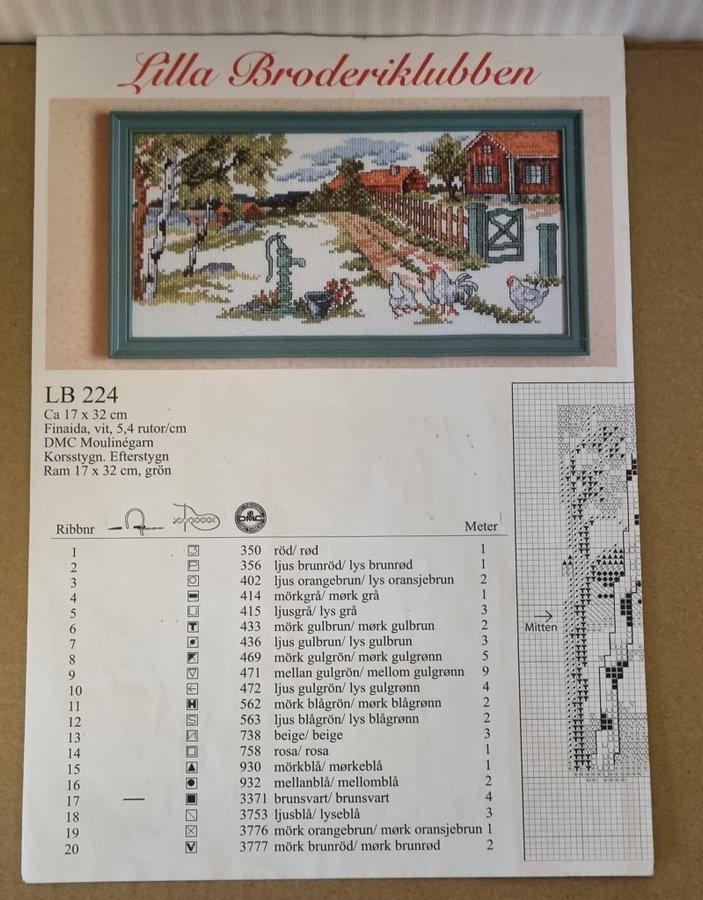 Lilla Broderiklubben
LB 224
Ca 17 x 32 cm
Finaida, vit, 5,4 rutor/cm
DMC Moulinégarn
Korsstygn. Efterstygn
Ram 17 x 32 cm, grön
Ribbnr DMC Meter
1 350 röd/ rød 1
2 356 ljus brunröd/ lys brunrød 1
3 402 ljus orangebrun/ lys oransjebrun 2
4 414 mörkgrå/ mørk grå 1
5 415 ljusgrå/ lys grå 3
6 433 mörk gulbrun/ mørk gulbrun 2
7 436 ljus gulbrun/ lys gulbrun 3
8 469 mörk gulgrön/ mørk gulgrønn 5
9 471 mellan gulgrön/ mellom gulgrønn 9
10 472 ljus gulgrön/ lys gulgrønn 4
11 562 mörk blågrön/ mørk blågrønn 2
12 563 ljus blågrön/ lys blågrønn 2
13 738 beige/ beige 3
14 758 rosa/ rosa 1
15 930 mörkblå/ mørkeblå 1
16 932 mellanblå/ mellomblå 2
17 3371 brunsvart/ brunsvart 4
18 3753 ljusblå/ lyseblå 3
19 3776 mörk orangebrun/ mørk oransjebrun 1
20 3777 mörk brunröd/ mørk brunrød 2
Mitten